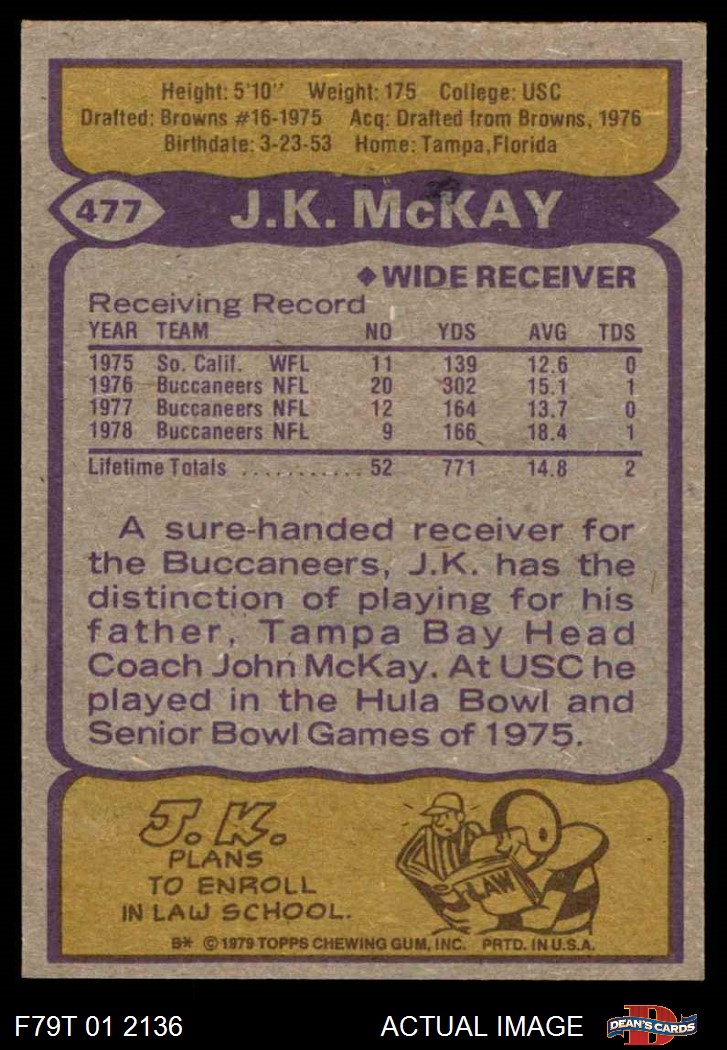 Height: 5'10" Weight: 175 College: USC
Drafted: Browns #16-1975 Acq: Drafted from Browns, 1976
Birthdate: 3-23-53 Home: Tampa, Florida
477 J.K. McKAY
◆WIDE RECEIVER
Receiving Record
YEAR TEAM NO YDS AVG TDS
1975 So. Calif. WFL 11 139 12.6 0
1976 Buccaneers NFL 20 302 15.1 1
1977 Buccaneers NFL 12 164 13.7 0
1978 Buccaneers NFL 9 166 18.4 1
Lifetime Totals ........... 52 771 14.8 2
A sure-handed receiver for
the Buccaneers, J.K. has the
distinction of playing for his
father, Tampa Bay Head
Coach John McKay. At USC he
played in the Hula Bowl and
Senior Bowl Games of 1975.
J.K.
PLANS
TO ENROLL
IN LAW SCHOOL.
LAW
B* © 1979 TOPPS CHEWING GUM, INC. PRTD. IN U.S.A.
F79T 01 2136 ACTUAL IMAGE D DEAN'S CARDS